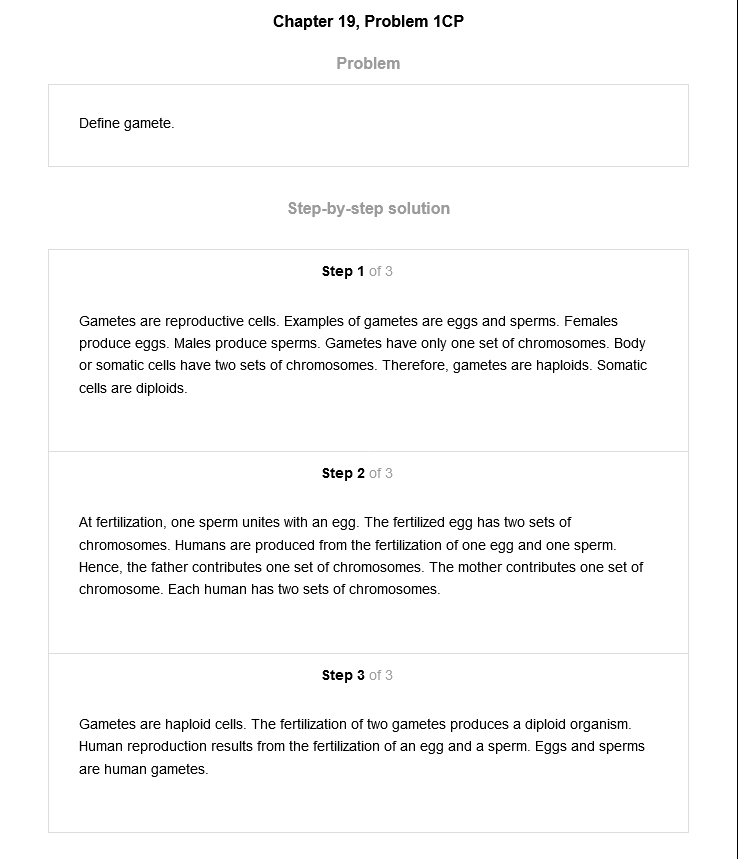 Chapter 19, Problem 1CP
Problem
Define gamete.
Step-by-step solution
Step 1 of 3
Gametes are reproductive cells. Examples of gametes are eggs and sperms. Females
produce eggs. Males produce sperms. Gametes have only one set of chromosomes. Body
or somatic cells have two sets of chromosomes. Therefore, gametes are haploids. Somatic
cells are diploids.
Step 2 of 3
At fertilization, one sperm unites with an egg. The fertilized egg has two sets of
chromosomes. Humans are produced from the fertilization of one egg and one sperm.
Hence, the father contributes one set of chromosomes. The mother contributes one set of
chromosome. Each human has two sets of chromosomes.
Step 3 of 3
Gametes are haploid cells. The fertilization of two gametes produces a diploid organism.
Human reproduction results from the fertilization of an egg and a sperm. Eggs and sperms
are human gametes.